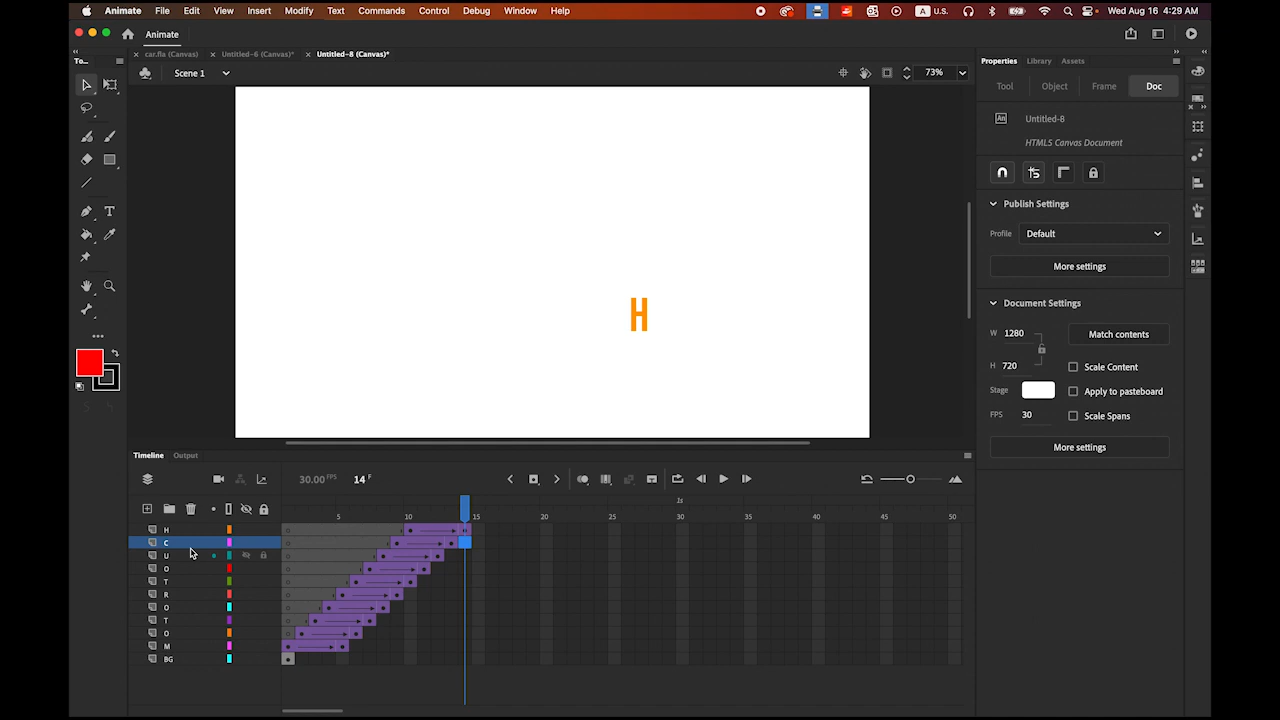 Animate File Edit View Insert Modify Text Commands Control Debug Window Help A U.S. Wed Aug 16 4:29 AM
Animate
car.fla (Canvas) Untitled-6 (Canvas)* Untitled-8 (Canvas)*
To...
Scene 1
73%
H
Properties Library Assets
Tool Object Frame Doc
An Untitled-8
HTML5 Canvas Document
Publish Settings
Profile Default
More settings
Document Settings
W 1280 Match contents
H 720 Scale Content
Stage Apply to pasteboard
FPS 30 Scale Spans
More settings
Timeline Output
30.00 FPS 14 F
1s
5 10 15 20 25 30 35 40 45 50
H
C
U
O
T
R
O
T
O
M
BG